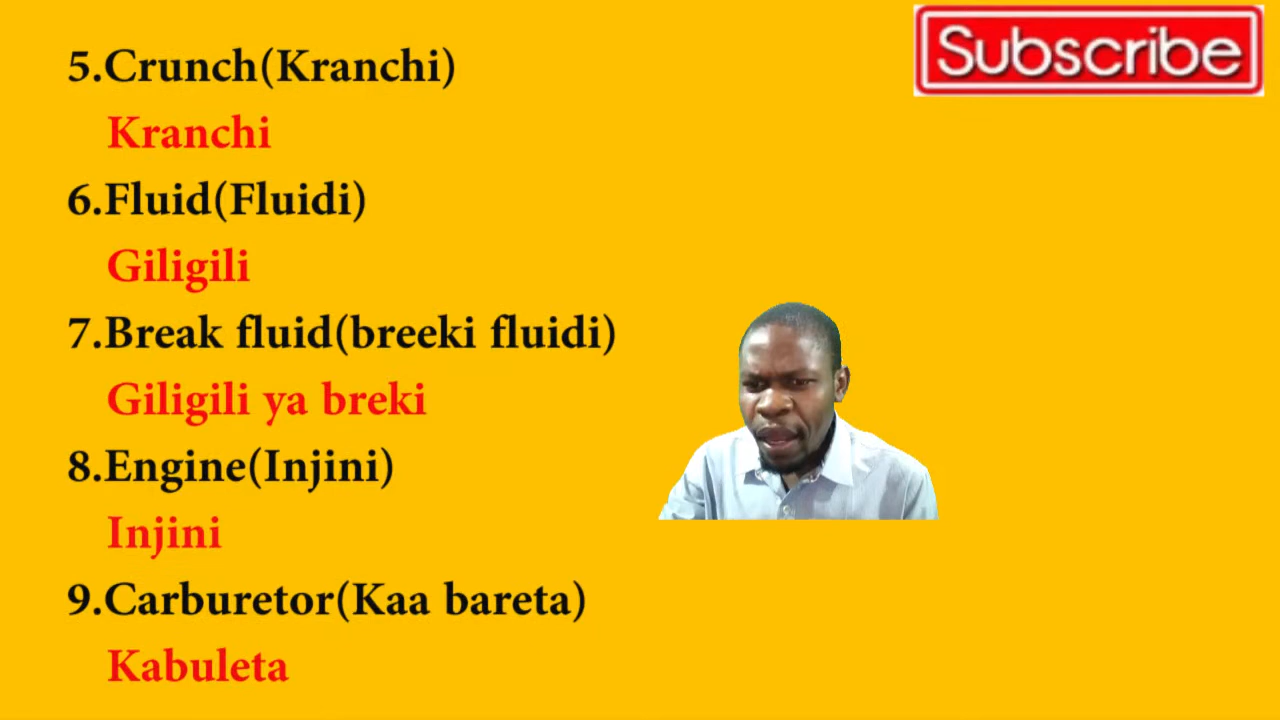 Subscribe
5.Crunch(Kranchi)
Kranchi
6.Fluid(Fluidi)
Giligili
7.Break fluid(breeki fluidi)
Giligili ya breki
8.Engine(Injini)
Injini
9.Carburetor(Kaa bareta)
Kabuleta